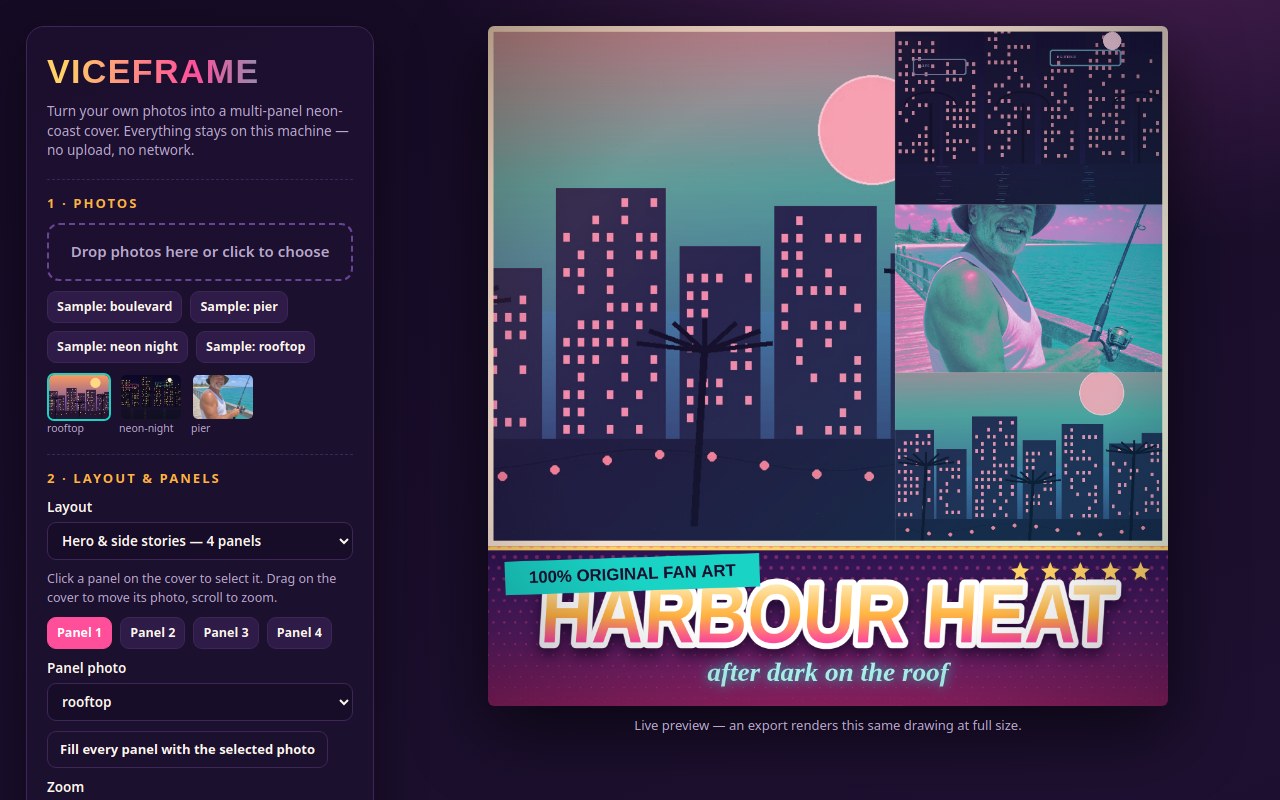 VICEFRAME
Turn your own photos into a multi-panel neon-
coast cover. Everything stays on this machine —
no upload, no network.
1 · PHOTOS
Drop photos here or click to choose
Sample: boulevard
Sample: pier
Sample: neon night
Sample: rooftop
rooftop
neon-night
pier
2 · LAYOUT & PANELS
Layout
Hero & side stories — 4 panels
Click a panel on the cover to select it. Drag on the
cover to move its photo, scroll to zoom.
Panel 1
Panel 2
Panel 3
Panel 4
Panel photo
rooftop
Fill every panel with the selected photo
Zoom
100% ORIGINAL FAN ART
HARBOUR HEAT
after dark on the roof
Live preview — an export renders this same drawing at full size.